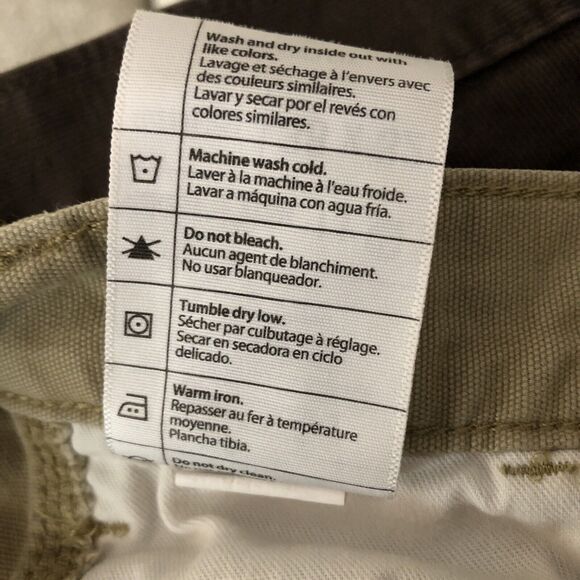 Wash and dry inside out with
like colors.
Lavage et séchage à l'envers avec
des couleurs similaires.
Lavar y secar por el revés con
colores similares.
Machine wash cold.
Laver à la machine à l'eau froide.
Lavar a máquina con agua fría.
Do not bleach.
Aucun agent de blanchiment.
No usar blanqueador.
Tumble dry low.
Sécher par culbutage à réglage.
Secar en secadora en ciclo
delicado.
Warm iron.
Repasser au fer à température
moyenne.
Plancha tibia.
Do not dry clean.